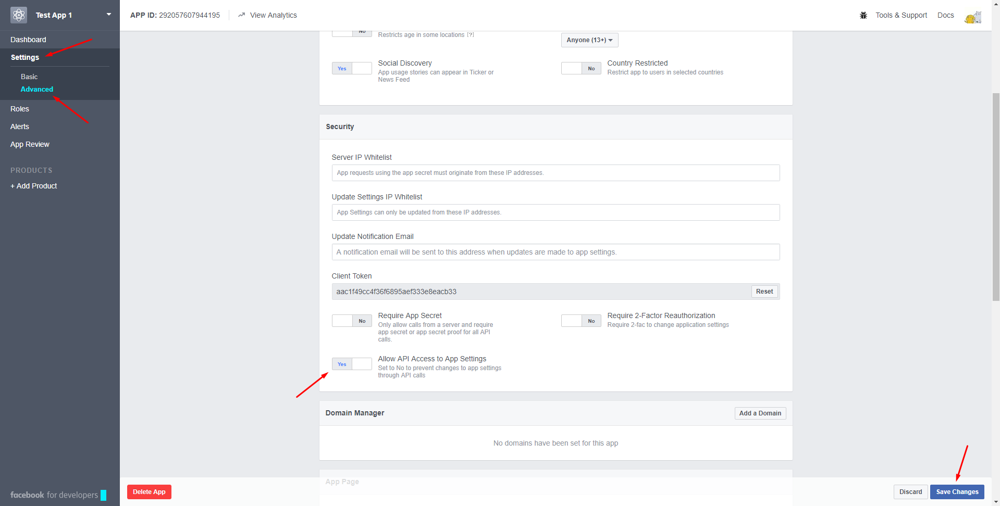 Test App 1
APP ID: 292057607944195
View Analytics
Tools & Support
Docs
Dashboard
Settings
Basic
Advanced
Roles
Alerts
App Review
PRODUCTS
+ Add Product
No
Restricts age in some locations [?]
Anyone (13+)
Yes
Social Discovery
App usage stories can appear in Ticker or
News Feed
No
Country Restricted
Restrict app to users in selected countries
Security
Server IP Whitelist
App requests using the app secret must originate from these IP addresses.
Update Settings IP Whitelist
App Settings can only be updated from these IP addresses.
Update Notification Email
A notification email will be sent to this address when updates are made to app settings.
Client Token
aac1f49cc4f36f6895aef333e8eacb33
Reset
No
Require App Secret
Only allow calls from a server and require
app secret or app secret proof for all API
calls.
No
Require 2-Factor Reauthorization
Require 2-fac to change application settings
Yes
Allow API Access to App Settings
Set to No to prevent changes to app settings
through API calls
Domain Manager
Add a Domain
No domains have been set for this app
App Page
facebook for developers
Delete App
Discard
Save Changes